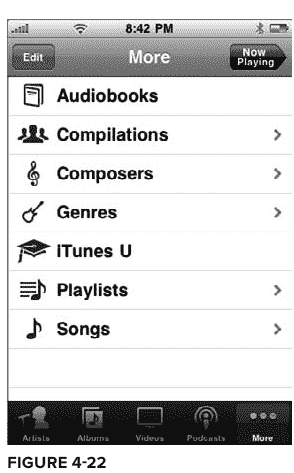 8:42 PM
Edit
More
Now
Playing
Audiobooks
Compilations
Composers
Genres
iTunes U
Playlists
Songs
Artists Albums Videos Podcasts More
FIGURE 4-22